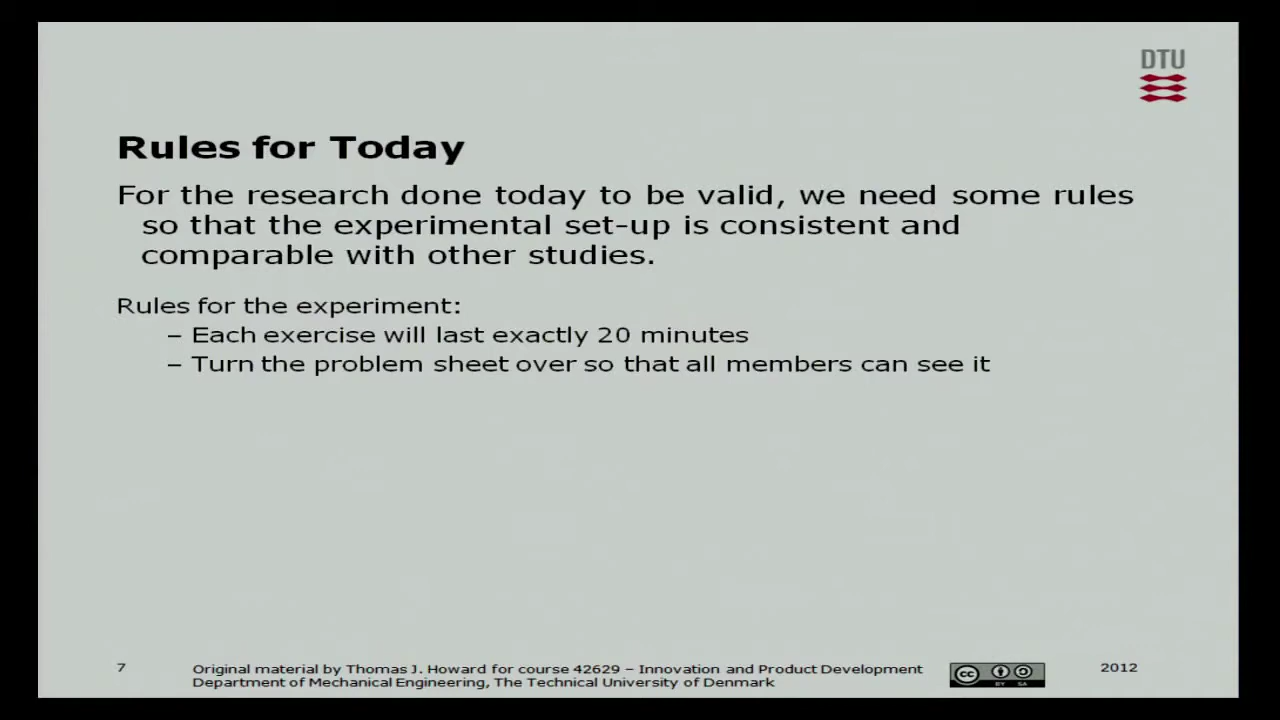 DTU
Rules for Today
For the research done today to be valid, we need some rules
so that the experimental set-up is consistent and
comparable with other studies.
Rules for the experiment:
– Each exercise will last exactly 20 minutes
– Turn the problem sheet over so that all members can see it
7
Original material by Thomas J. Howard for course 42629 – Innovation and Product Development
Department of Mechanical Engineering, The Technical University of Denmark
cc
BY SA
2012